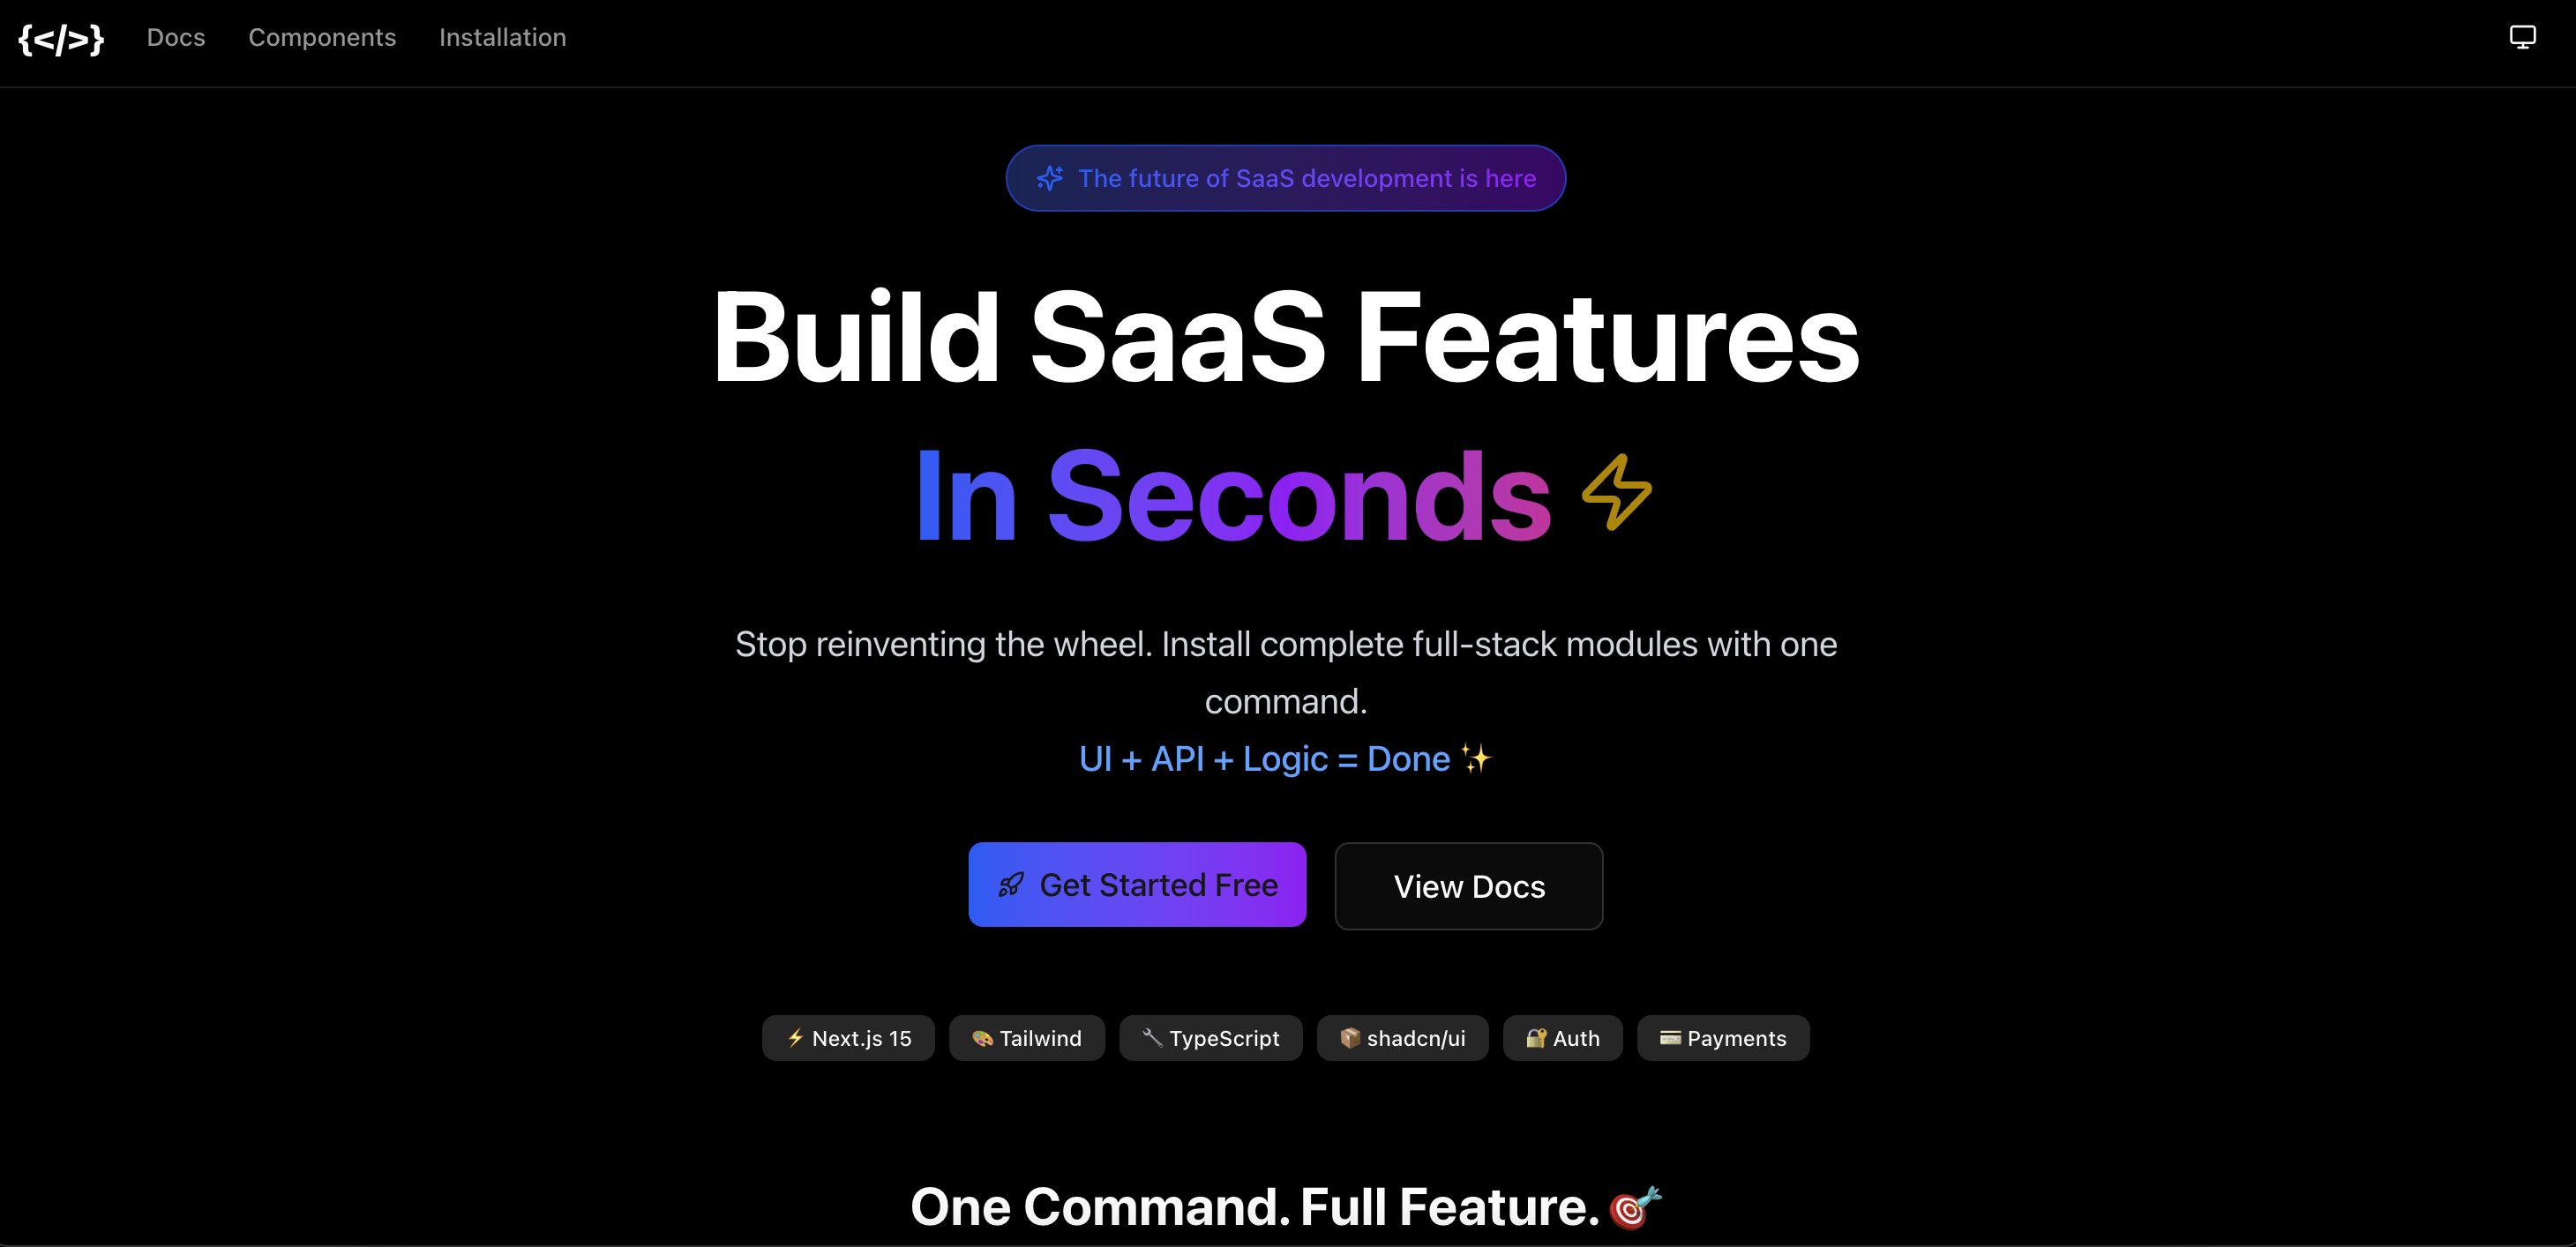 {</>}
Docs
Components
Installation
The future of SaaS development is here
Build SaaS Features
In Seconds
Stop reinventing the wheel. Install complete full-stack modules with one
command.
UI + API + Logic = Done ✨
Get Started Free
View Docs
⚡ Next.js 15
🎨 Tailwind
🔧 TypeScript
📦 shadcn/ui
🔐 Auth
💳 Payments
One Command. Full Feature. 🎯